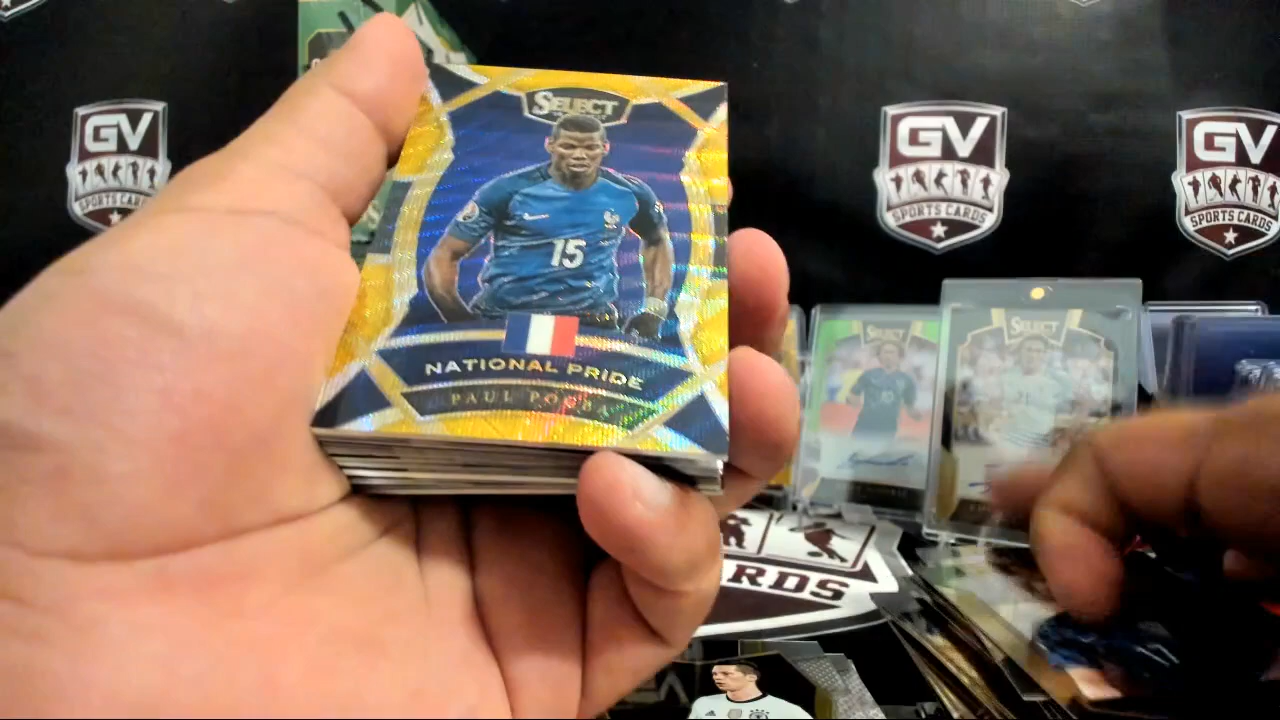 SELECT
15
NATIONAL PRIDE
PAUL POGBA
GV
SPORTS CARDS
GV
SPORTS CARDS
GV
SPORTS CARDS
SELECT
SELECT
RDS